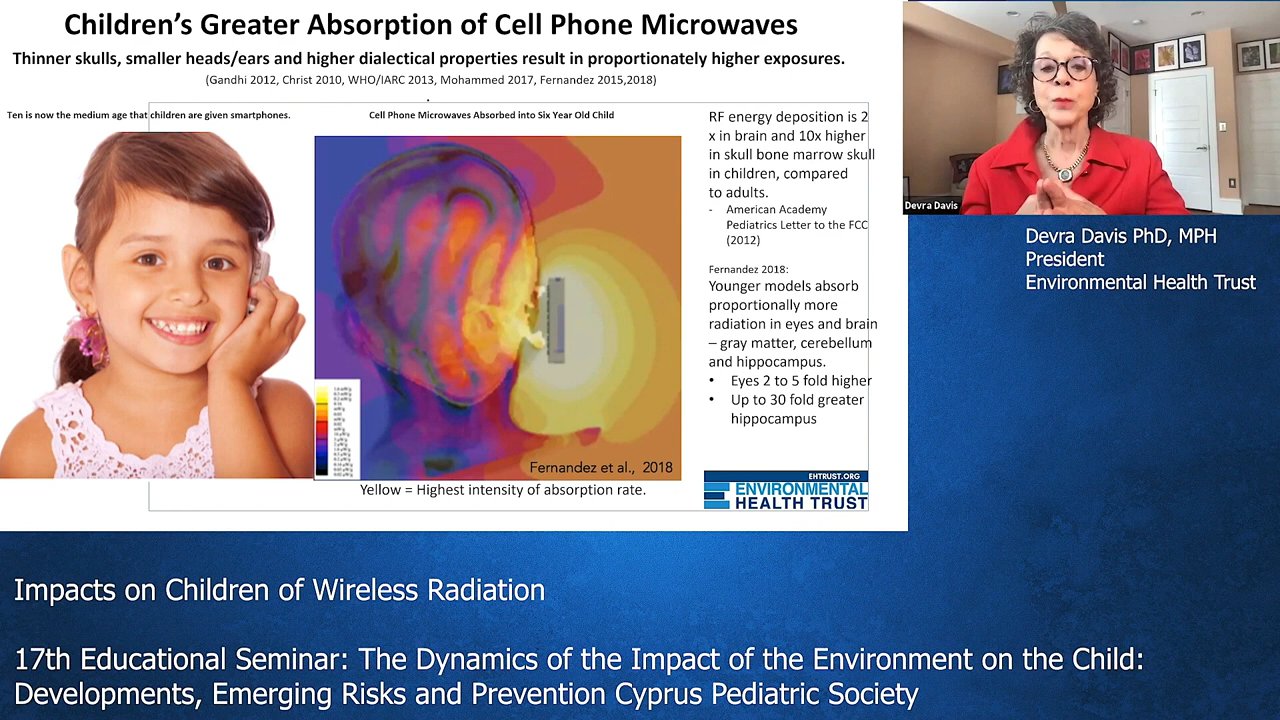 Children's Greater Absorption of Cell Phone Microwaves
Thinner skulls, smaller heads/ears and higher dialectical properties result in proportionately higher exposures.
(Gandhi 2012, Christ 2010, WHO/IARC 2013, Mohammed 2017, Fernandez 2015,2018)
.
Ten is now the medium age that children are given smartphones.
Cell Phone Microwaves Absorbed into Six Year Old Child
Fernandez et al., 2018
Yellow = Highest intensity of absorption rate.
RF energy deposition is 2
x in brain and 10x higher
in skull bone marrow skull
in children, compared
to adults.
- American Academy
Pediatrics Letter to the FCC
(2012)
Fernandez 2018:
Younger models absorb
proportionally more
radiation in eyes and brain
– gray matter, cerebellum
and hippocampus.
• Eyes 2 to 5 fold higher
• Up to 30 fold greater
hippocampus
EHTRUST.ORG
ENVIRONMENTAL
HEALTH TRUST
Devra Davis
Devra Davis PhD, MPH
President
Environmental Health Trust
Impacts on Children of Wireless Radiation
17th Educational Seminar: The Dynamics of the Impact of the Environment on the Child:
Developments, Emerging Risks and Prevention Cyprus Pediatric Society